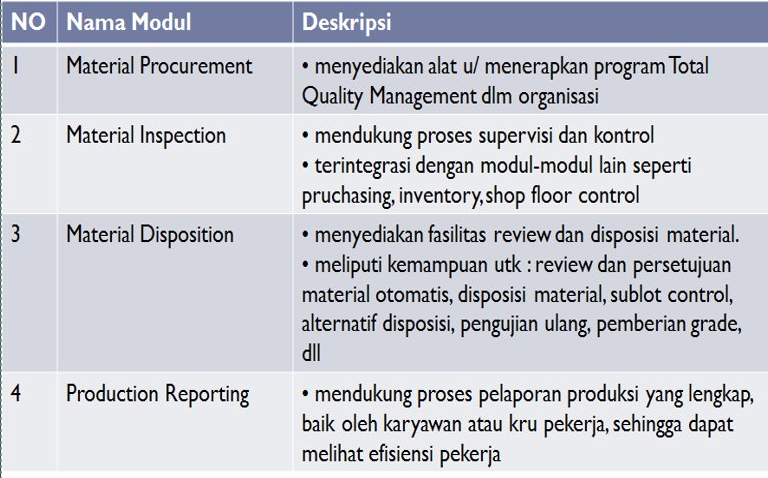 NO Nama Modul Deskripsi
1 Material Procurement • menyediakan alat u/ menerapkan program Total
Quality Management dlm organisasi
2 Material Inspection • mendukung proses supervisi dan kontrol
• terintegrasi dengan modul-modul lain seperti
pruchasing, inventory, shop floor control
3 Material Disposition • menyediakan fasilitas review dan disposisi material.
• meliputi kemampuan utk : review dan persetujuan
material otomatis, disposisi material, sublot control,
alternatif disposisi, pengujian ulang, pemberian grade,
dll
4 Production Reporting • mendukung proses pelaporan produksi yang lengkap,
baik oleh karyawan atau kru pekerja, sehingga dapat
melihat efisiensi pekerja